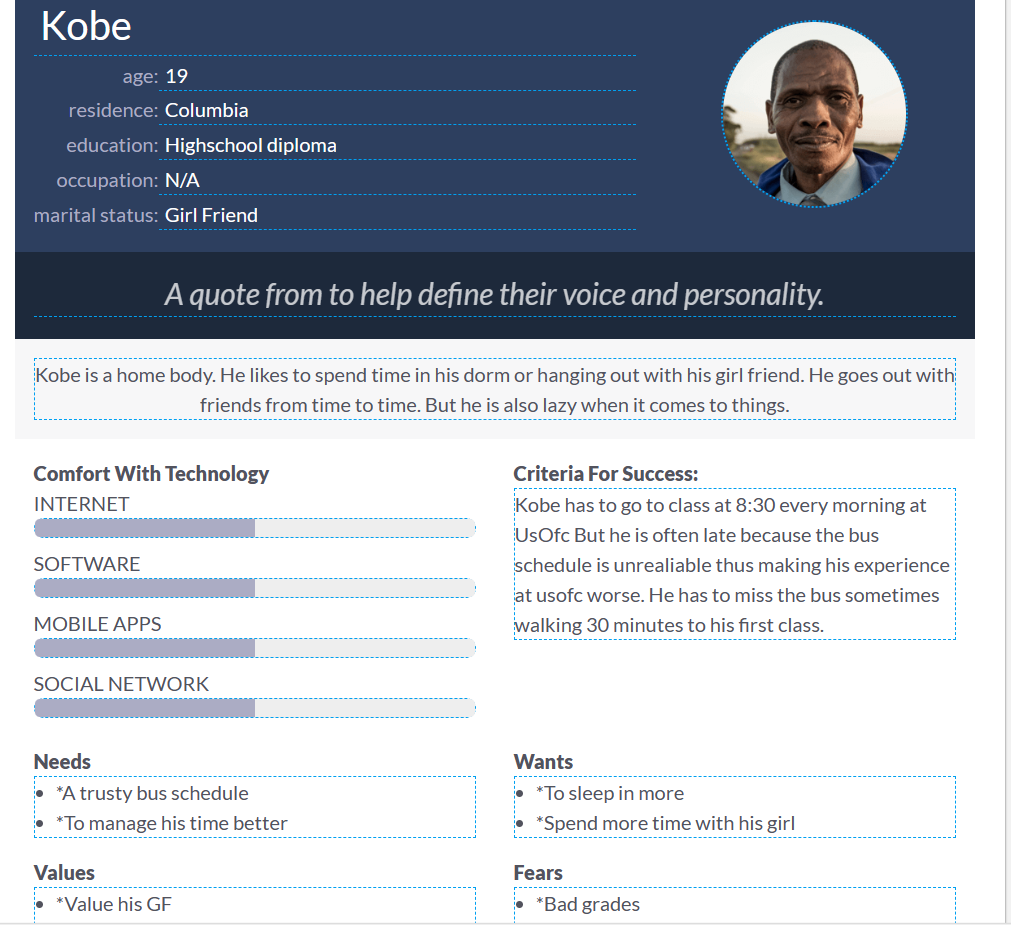 Kobe
age: 19
residence: Columbia
education: Highschool diploma
occupation: N/A
marital status: Girl Friend
A quote from to help define their voice and personality.
Kobe is a home body. He likes to spend time in his dorm or hanging out with his girl friend. He goes out with
friends from time to time. But he is also lazy when it comes to things.
Comfort With Technology
INTERNET
SOFTWARE
MOBILE APPS
SOCIAL NETWORK
Criteria For Success:
Kobe has to go to class at 8:30 every morning at
UsOfc But he is often late because the bus
schedule is unrealiable thus making his experience
at usofc worse. He has to miss the bus sometimes
walking 30 minutes to his first class.
Needs
• *A trusty bus schedule
• *To manage his time better
Wants
• *To sleep in more
• *Spend more time with his girl
Values
• *Value his GF
Fears
• *Bad grades